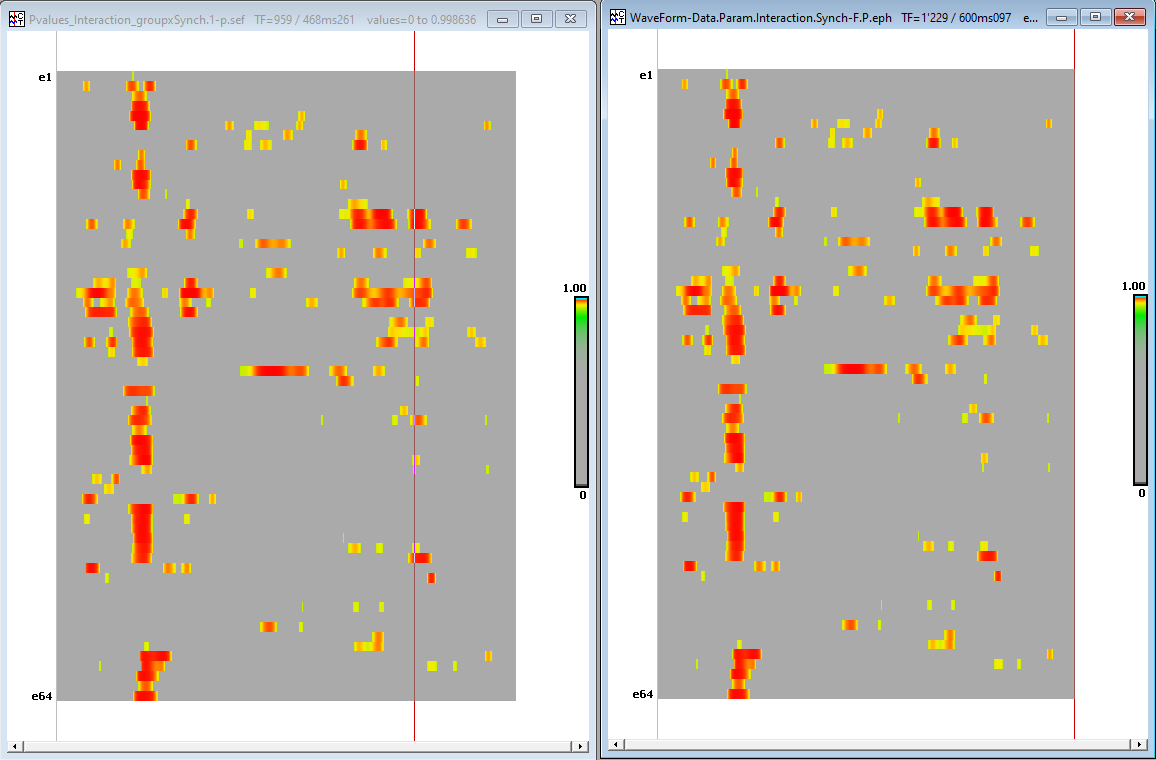 Pvalues_Interaction_groupxSynch.1-p.sef TF=959 / 468ms261 values=0 to 0.998636
e1
1.00
0
e64
WaveForm-Data.Param.Interaction.Synch-F.P.eph TF=1'229 / 600ms097 e...
e1
1.00
0
e64